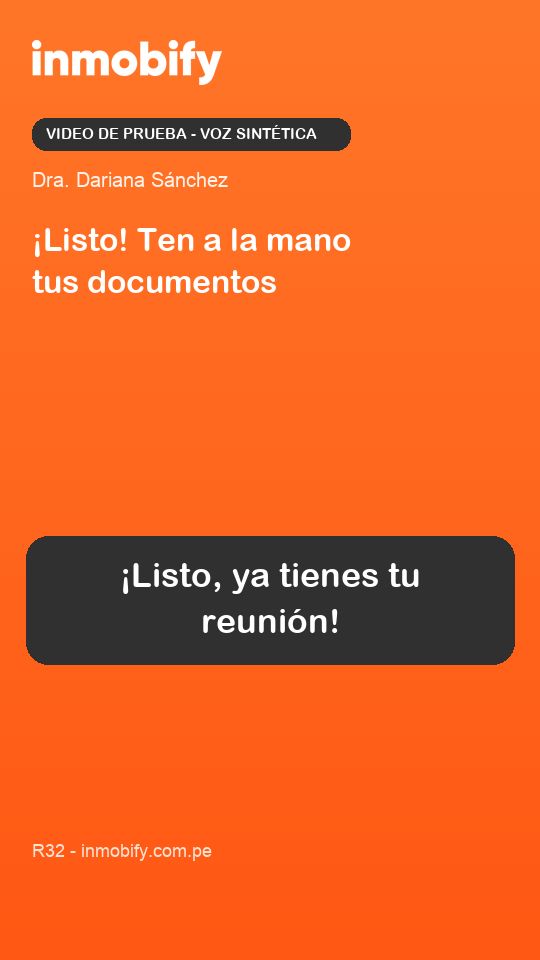 inmobify
VIDEO DE PRUEBA - VOZ SINTÉTICA
Dra. Dariana Sánchez
¡Listo! Ten a la mano
tus documentos
¡Listo, ya tienes tu
reunión!
R32 - inmobify.com.pe